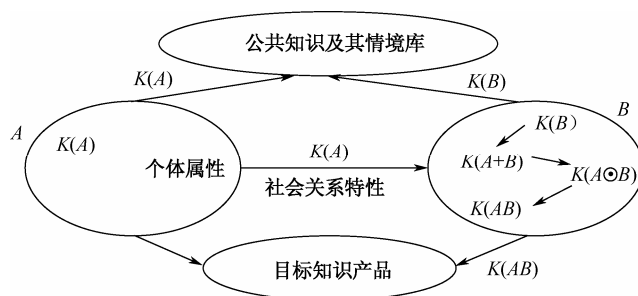 公共知识及其情境库
K(A)
K(B)
A
B
K(A)
个体属性
K(A)
社会关系特性
K(B)
K(A+B)
K(A⊙B)
K(AB)
目标知识产品
K(AB)